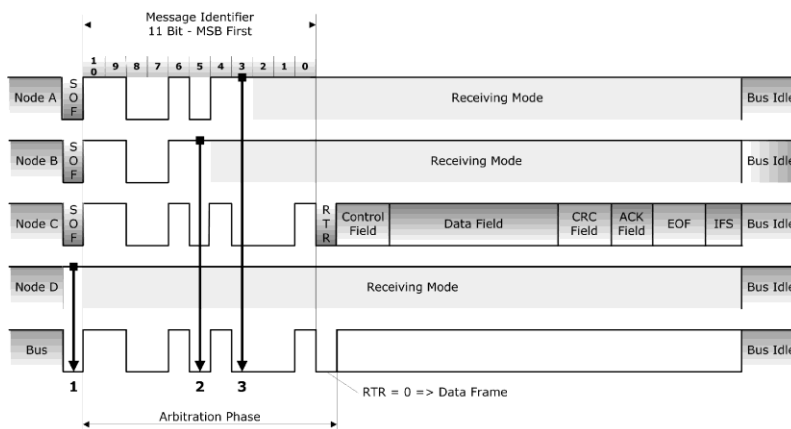 Message Identifier
11 Bit - MSB First
10 9 8 7 6 5 4 3 2 1 0
Node A SOF Receiving Mode Bus Idle
Node B SOF Receiving Mode Bus Idle
Node C SOF RTR Control Field Data Field CRC Field ACK Field EOF IFS Bus Idle
Node D Receiving Mode Bus Idle
Bus Bus Idle
1 2 3
RTR = 0 => Data Frame
Arbitration Phase